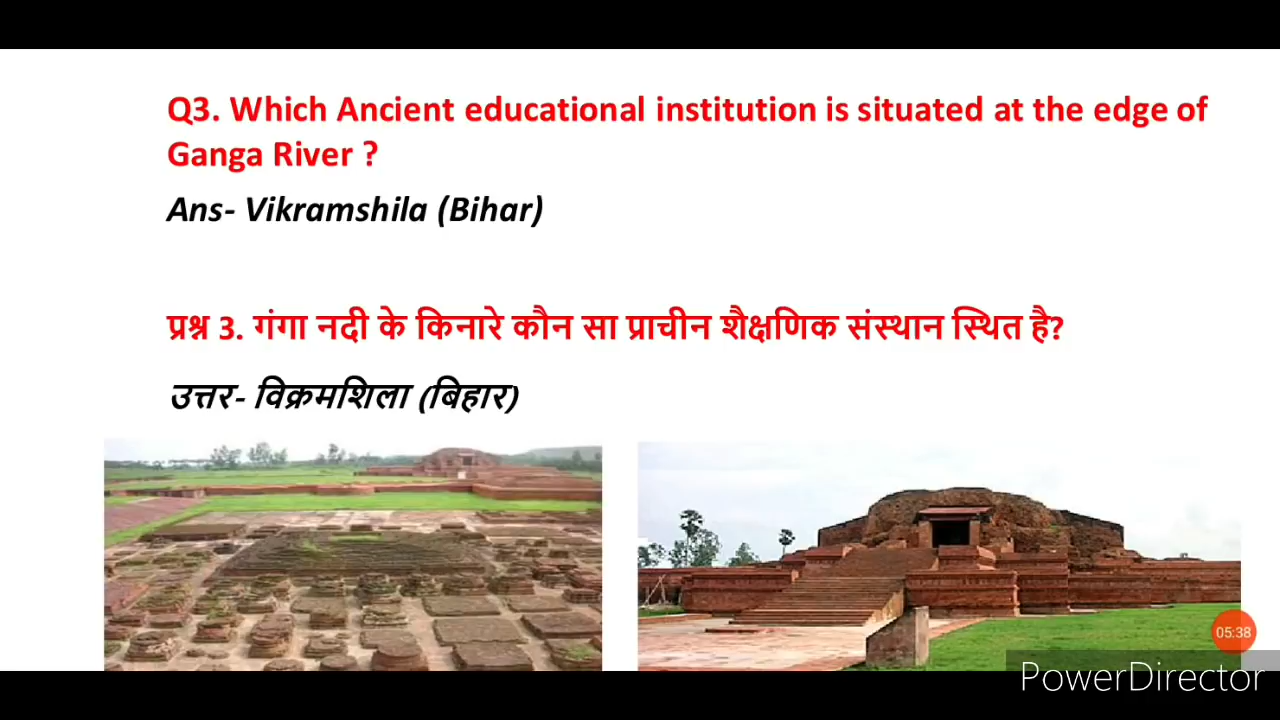 Q3. Which Ancient educational institution is situated at the edge of
Ganga River ?
Ans- Vikramshila (Bihar)
प्रश्न 3. गंगा नदी के किनारे कौन सा प्राचीन शैक्षणिक संस्थान स्थित है?
उत्तर- विक्रमशिला (बिहार)
05:38
PowerDirector